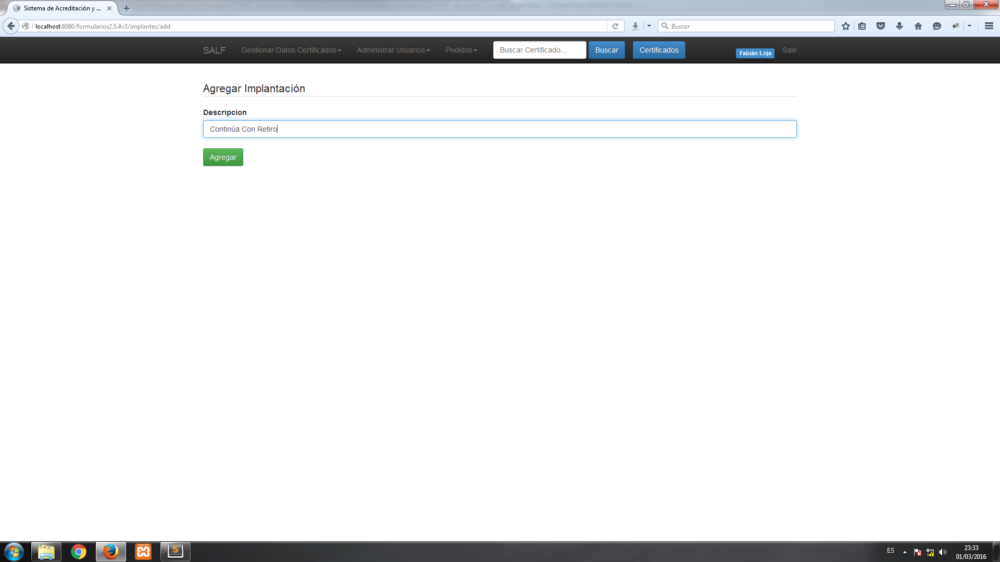 Sistema de Acreditación y ...
localhost:8080/formularios2.5.4v3/implantes/add
Buscar
SALF
Gestionar Datos Certificados
Administrar Usuarios
Pedidos
Buscar Certificado...
Buscar
Certificados
Fabián Loja
Salir
Agregar Implantación
Descripcion
Continúa Con Retiro
Agregar
ES
23:33
01/03/2016